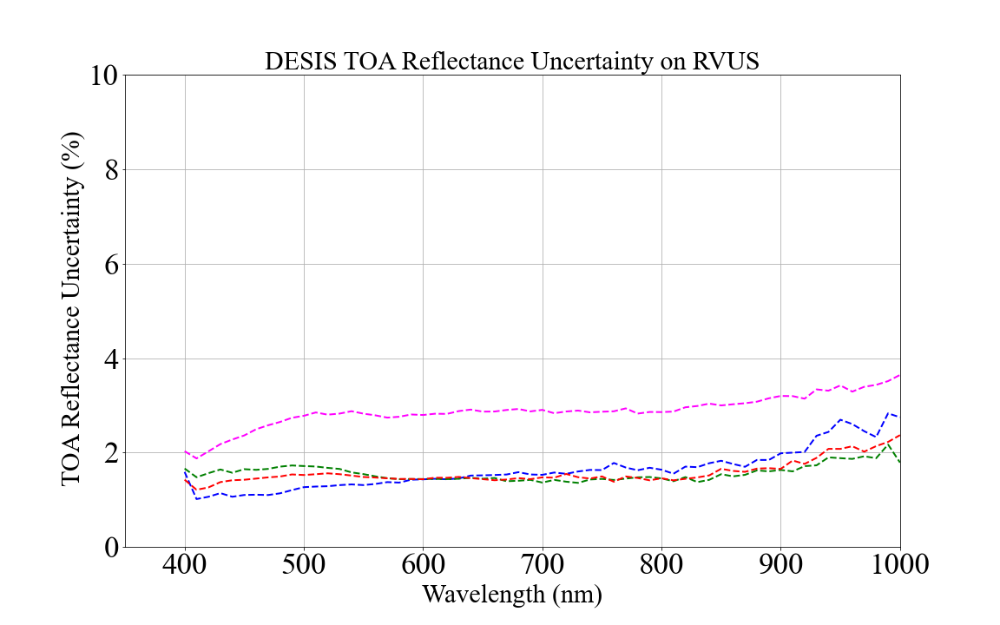 DESIS TOA Reflectance Uncertainty on RVUS
10
8
6
4
2
0
TOA Reflectance Uncertainty (%)
400 500 600 700 800 900 1000
Wavelength (nm)